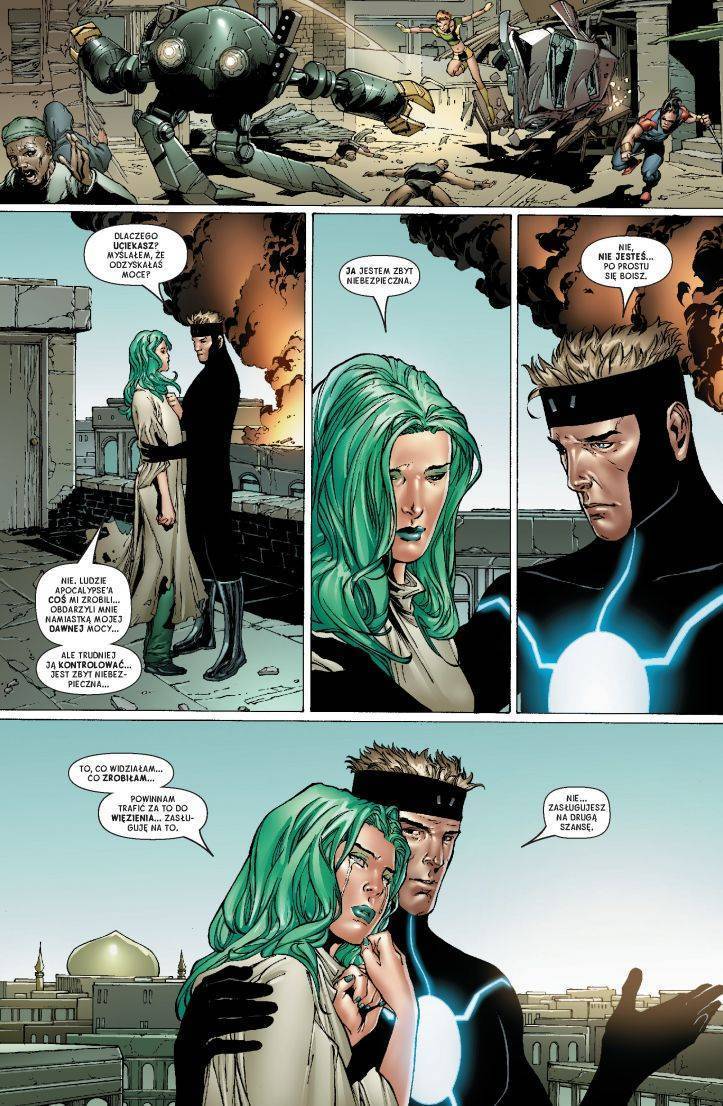 DLACZEGO
UCIEKASZ?
MYŚLAŁEM, ŻE
ODZYSKAŁAŚ
MOCE?
NIE. LUDZIE
APOCALYPSE'A
COŚ MI ZROBILI...
OBDARZYLI MNIE
NAMIASTKĄ MOJEJ
DAWNEJ MOCY...
ALE TRUDNIEJ
JĄ KONTROLOWAĆ...
JEST ZBYT NIEBEZ-
PIECZNA...
JA JESTEM ZBYT
NIEBEZPIECZNA.
NIE,
NIE JESTEŚ...
PO PROSTU
SIĘ BOISZ.
TO, CO WIDZIAŁAM...
CO ZROBIŁAM...
POWINNAM
TRAFIĆ ZA TO DO
WIĘZIENIA... ZASŁU-
GUJĘ NA TO.
NIE...
ZASŁUGUJESZ
NA DRUGĄ
SZANSĘ.